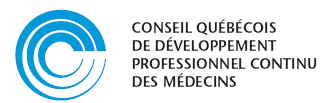 CONSEIL QUÉBÉCOIS
DE DÉVELOPPEMENT
PROFESSIONNEL CONTINU
DES MÉDECINS